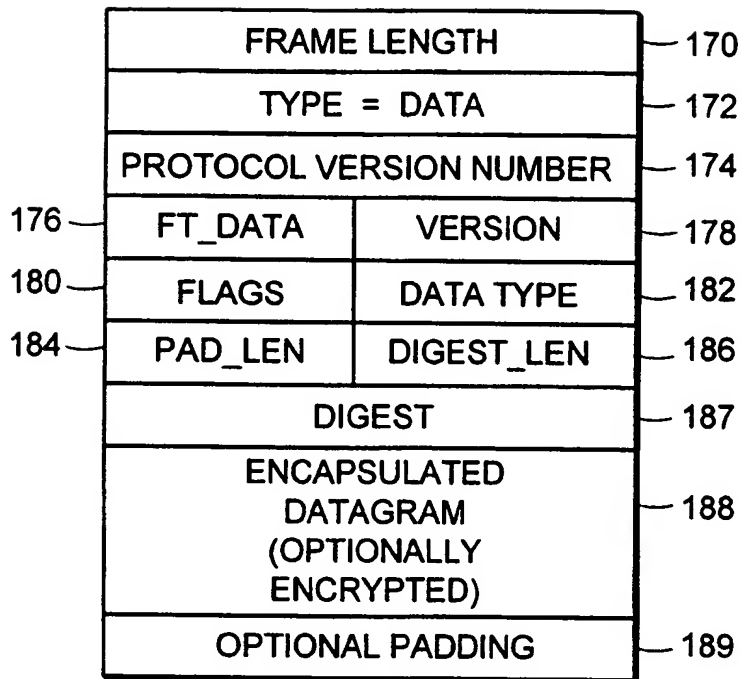 FRAME LENGTH 170
TYPE = DATA 172
PROTOCOL VERSION NUMBER 174
176 FT_DATA VERSION 178
180 FLAGS DATA TYPE 182
184 PAD_LEN DIGEST_LEN 186
DIGEST 187
ENCAPSULATED
DATAGRAM 188
(OPTIONALLY
ENCRYPTED)
OPTIONAL PADDING 189